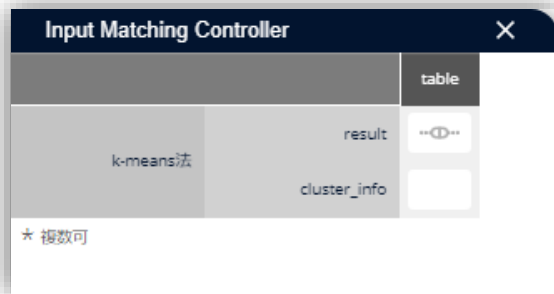 Input Matching Controller
table
k-means法
result
cluster_info
* 複数可